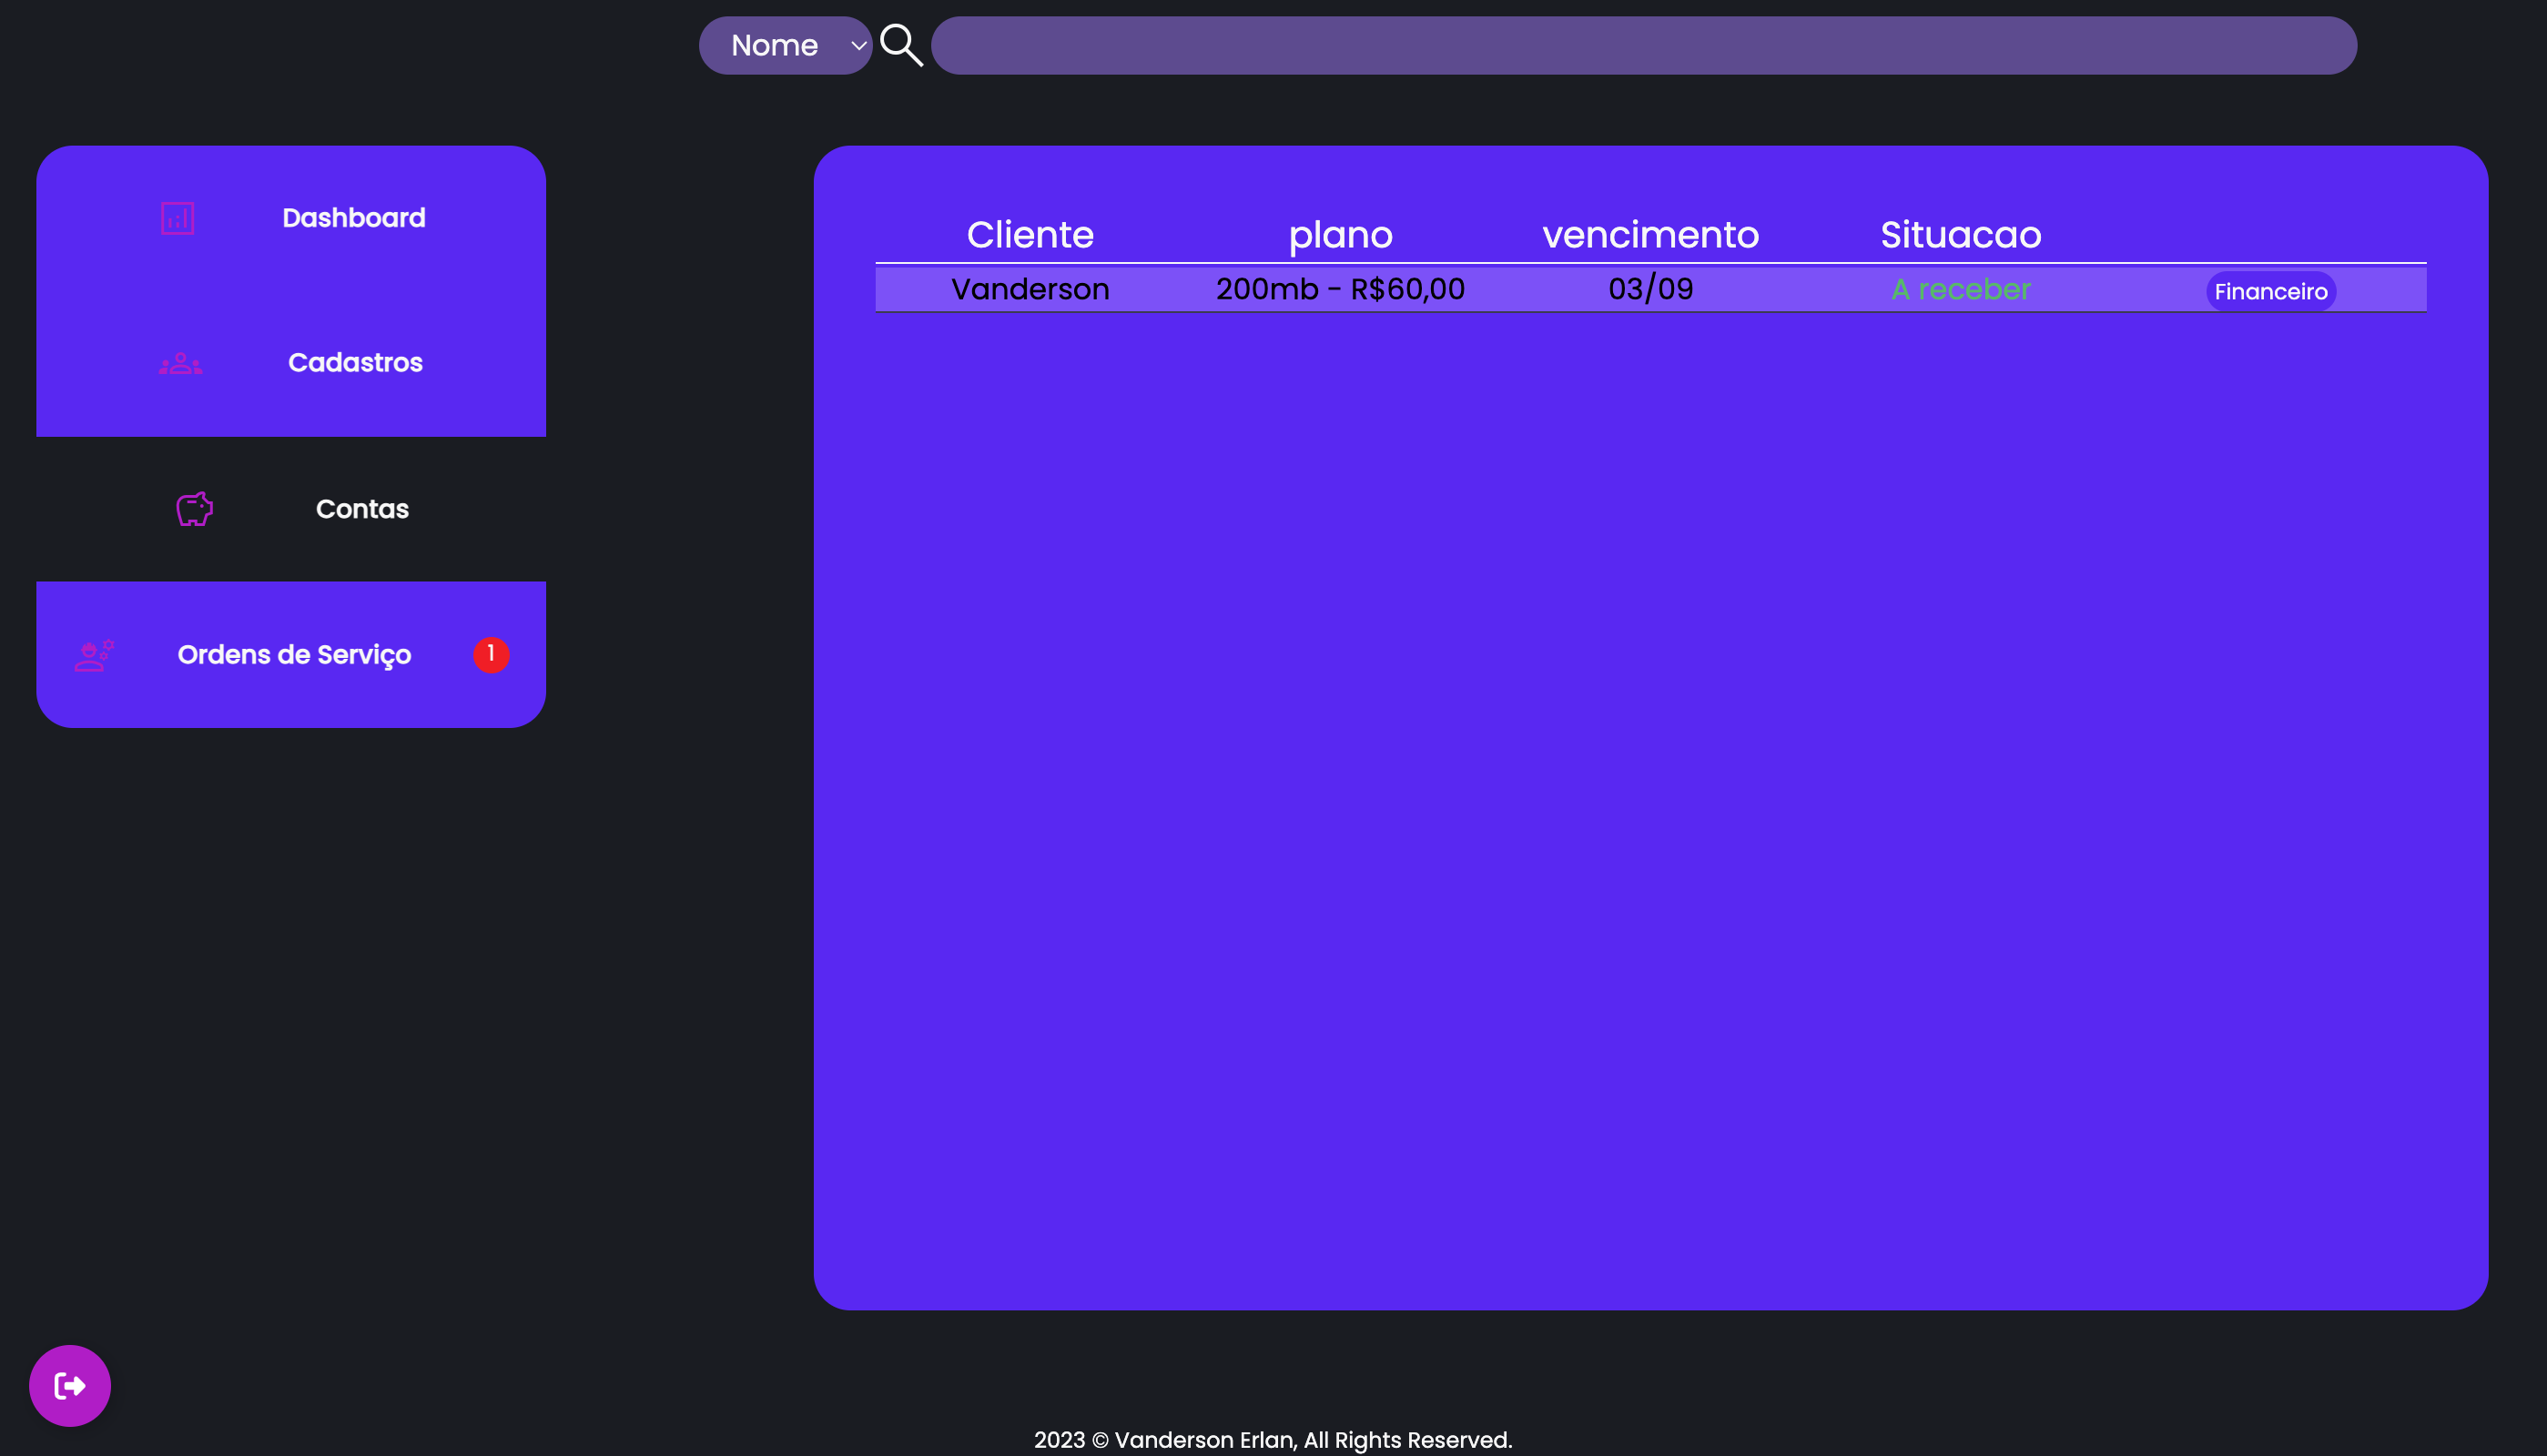 Nome
Dashboard
Cadastros
Contas
Ordens de Serviço 1
Cliente plano vencimento Situacao
Vanderson 200mb - R$60,00 03/09 A receber Financeiro
2023 © Vanderson Erlan, All Rights Reserved.